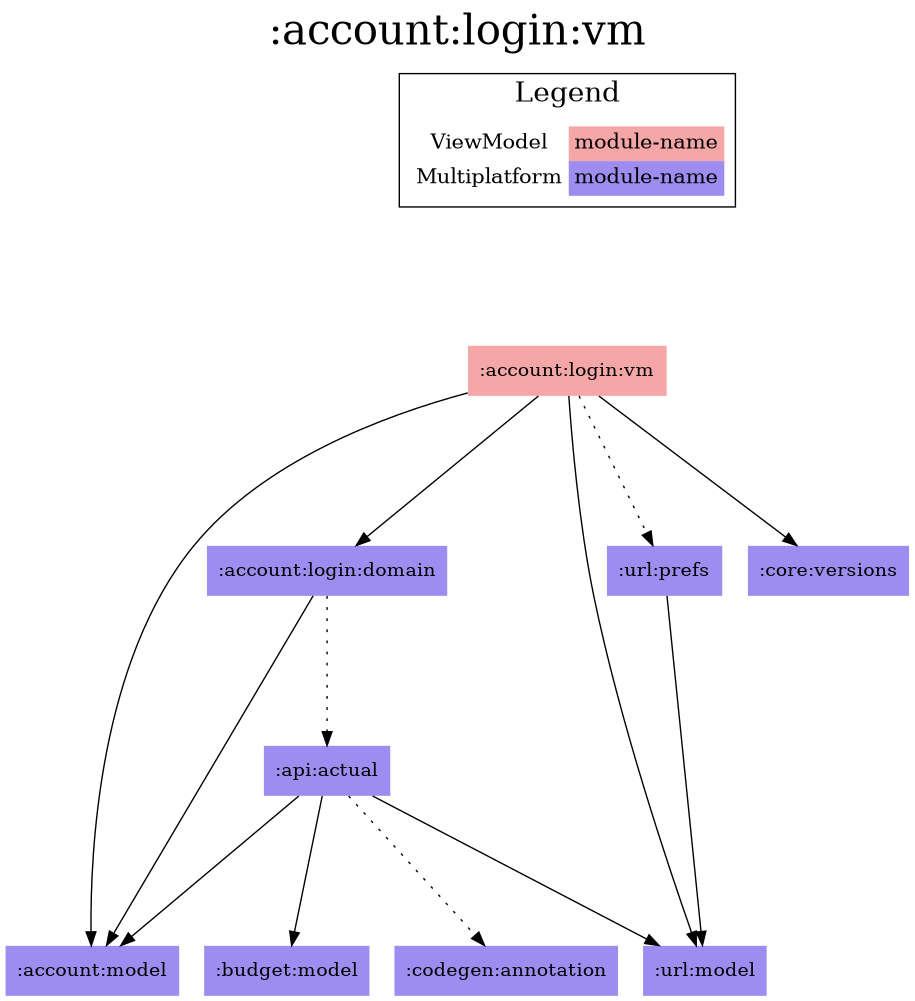 :account:login:vm
Legend
ViewModel module-name
Multiplatform module-name
:account:login:vm
:account:login:domain :url:prefs :core:versions
:api:actual
:account:model :budget:model :codegen:annotation :url:model